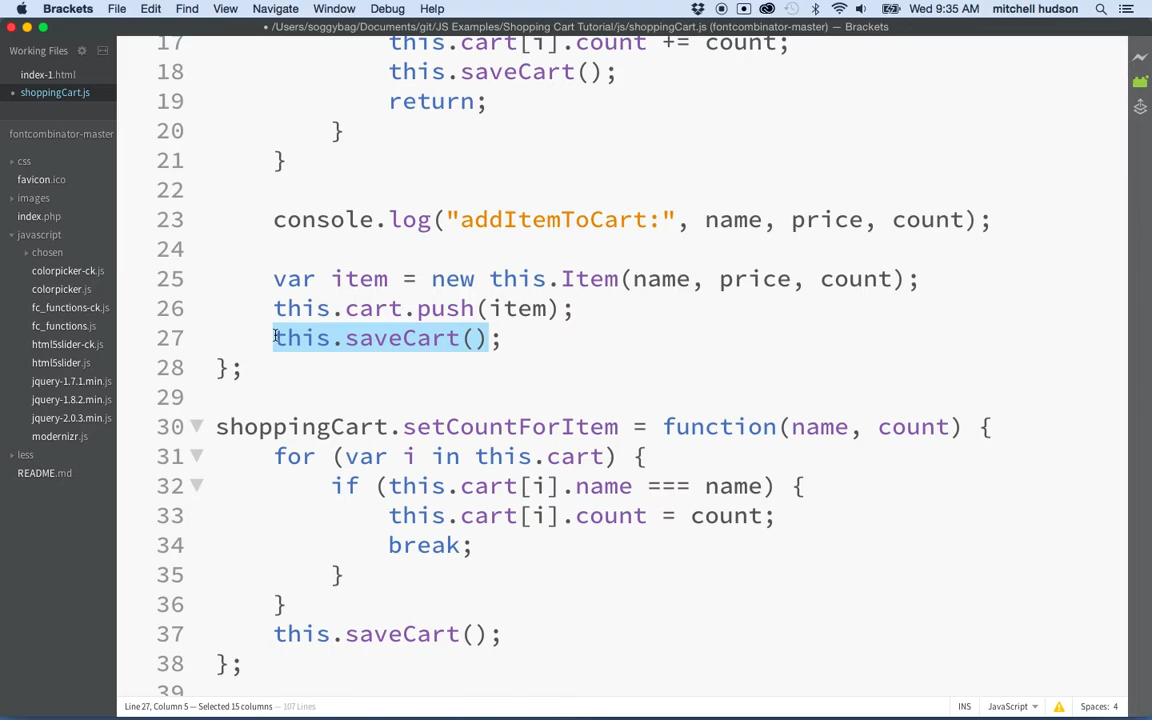 Brackets File Edit Find View Navigate Window Debug Help Wed 9:35 AM mitchell hudson
• /Users/soggybag/Documents/git/JS Examples/Shopping Cart Tutorial/js/shoppingCart.js (fontcombinator-master) — Brackets
Working Files
index-1.html
• shoppingCart.js
fontcombinator-master
css
favicon.ico
images
index.php
javascript
chosen
colorpicker-ck.js
colorpicker.js
fc_functions-ck.js
fc_functions.js
html5slider-ck.js
html5slider.js
jquery-1.7.1.min.js
jquery-1.8.2.min.js
jquery-2.0.3.min.js
modernizr.js
less
README.md
17 this.cart[i].count += count;
18 this.saveCart();
19 return;
20 }
21 }
22
23 console.log("addItemToCart:", name, price, count);
24
25 var item = new this.Item(name, price, count);
26 this.cart.push(item);
27 this.saveCart();
28 };
29
30 shoppingCart.setCountForItem = function(name, count) {
31 for (var i in this.cart) {
32 if (this.cart[i].name === name) {
33 this.cart[i].count = count;
34 break;
35 }
36 }
37 this.saveCart();
38 };
39
Line 27, Column 5 — Selected 15 columns — 107 Lines INS JavaScript Spaces: 4